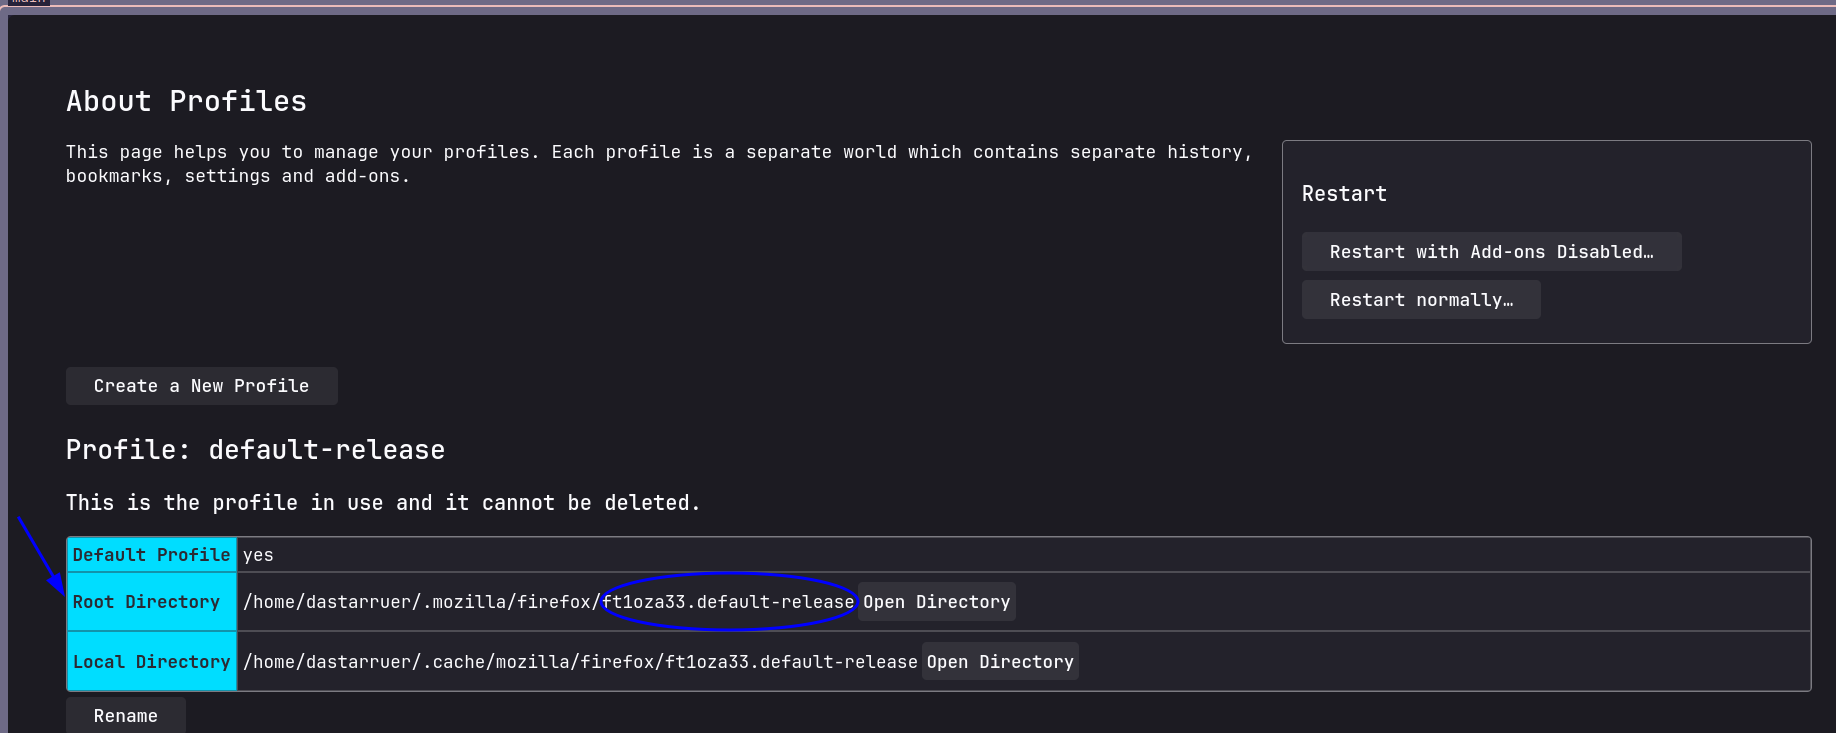 main
About Profiles
This page helps you to manage your profiles. Each profile is a separate world which contains separate history,
bookmarks, settings and add-ons.
Restart
Restart with Add-ons Disabled…
Restart normally…
Create a New Profile
Profile: default-release
This is the profile in use and it cannot be deleted.
Default Profile yes
Root Directory /home/dastarruer/.mozilla/firefox/ft1oza33.default-release Open Directory
Local Directory /home/dastarruer/.cache/mozilla/firefox/ft1oza33.default-release Open Directory
Rename